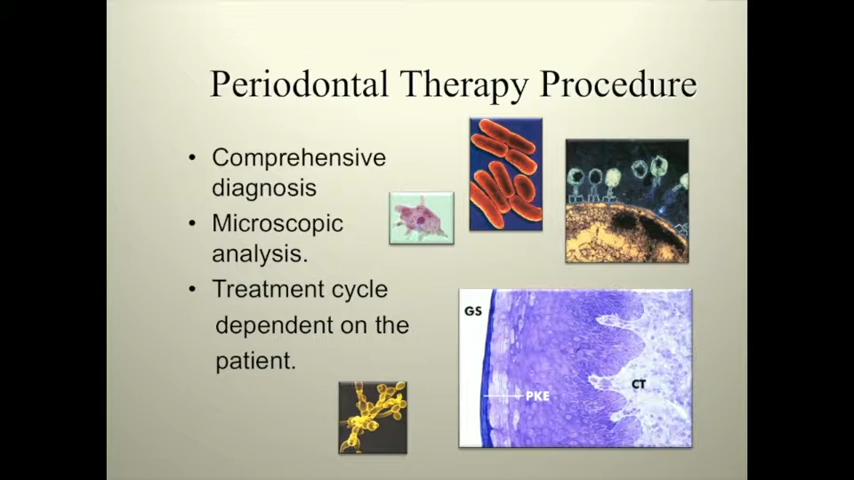 Periodontal Therapy Procedure
• Comprehensive
diagnosis
• Microscopic
analysis.
• Treatment cycle
dependent on the
patient.
GS
CT
PKE